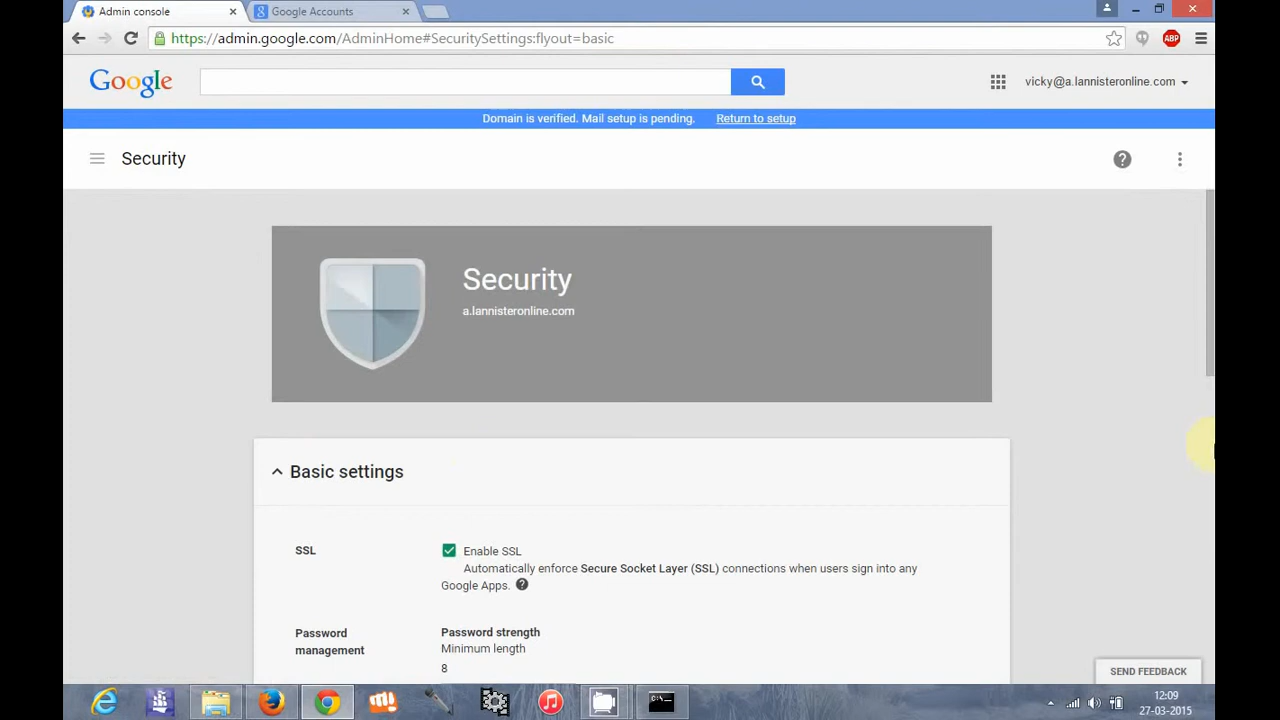 Admin console
Google Accounts
https://admin.google.com/AdminHome#SecuritySettings:flyout=basic
ABP
Google
vicky@a.lannisteronline.com
Domain is verified. Mail setup is pending. Return to setup
Security
Security
a.lannisteronline.com
Basic settings
SSL
Enable SSL
Automatically enforce Secure Socket Layer (SSL) connections when users sign into any
Google Apps.
Password
management
Password strength
Minimum length
8
SEND FEEDBACK
12:09
27-03-2015